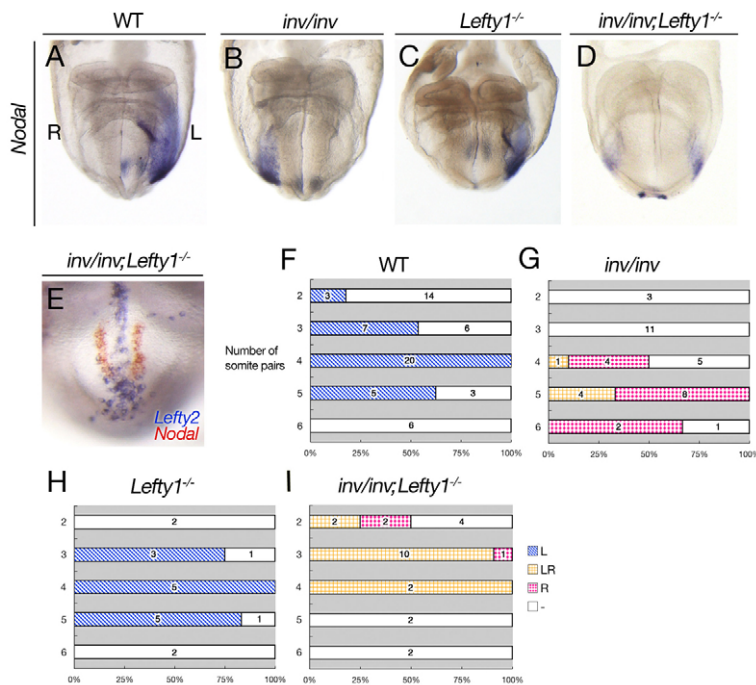 WT
inv/inv
Lefty1-/-
inv/inv;Lefty1-/-
Nodal
A
B
C
D
R
L
inv/inv;Lefty1-/-
E
Lefty2
Nodal
F
WT
Number of
somite pairs
2
3
14
3
7
6
4
20
5
5
3
6
6
0%
25%
50%
75%
100%
G
inv/inv
2
3
3
11
4
1
4
5
5
4
8
6
2
1
0%
25%
50%
75%
100%
H
Lefty1-/-
2
2
3
3
1
4
5
5
5
1
6
2
0%
25%
50%
75%
100%
I
inv/inv;Lefty1-/-
2
2
2
4
3
10
1
4
2
5
2
6
2
0%
25%
50%
75%
100%
L
LR
R
-